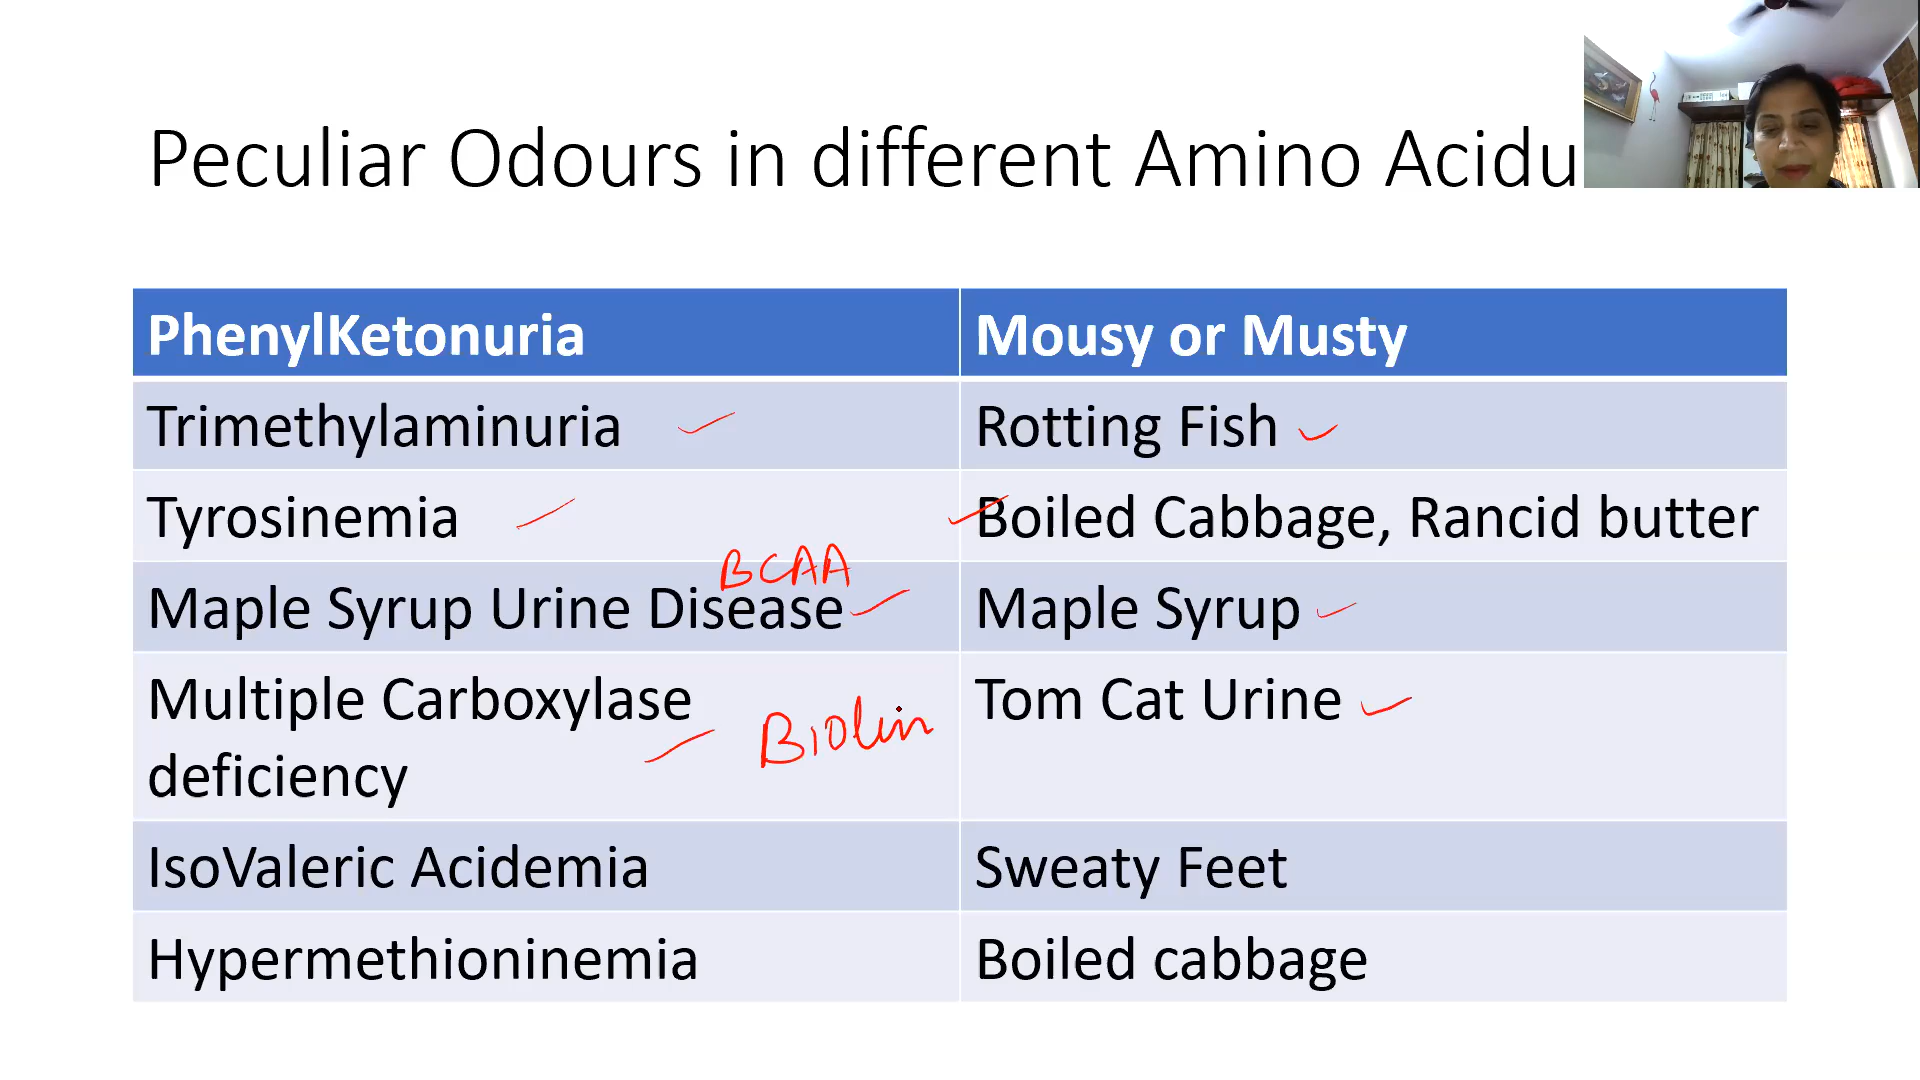 Peculiar Odours in different Amino Acidu
PhenylKetonuria Mousy or Musty
Trimethylaminuria Rotting Fish
Tyrosinemia Boiled Cabbage, Rancid butter
BCAA
Maple Syrup Urine Disease Maple Syrup
Multiple Carboxylase Tom Cat Urine
Biotin
deficiency
IsoValeric Acidemia Sweaty Feet
Hypermethioninemia Boiled cabbage